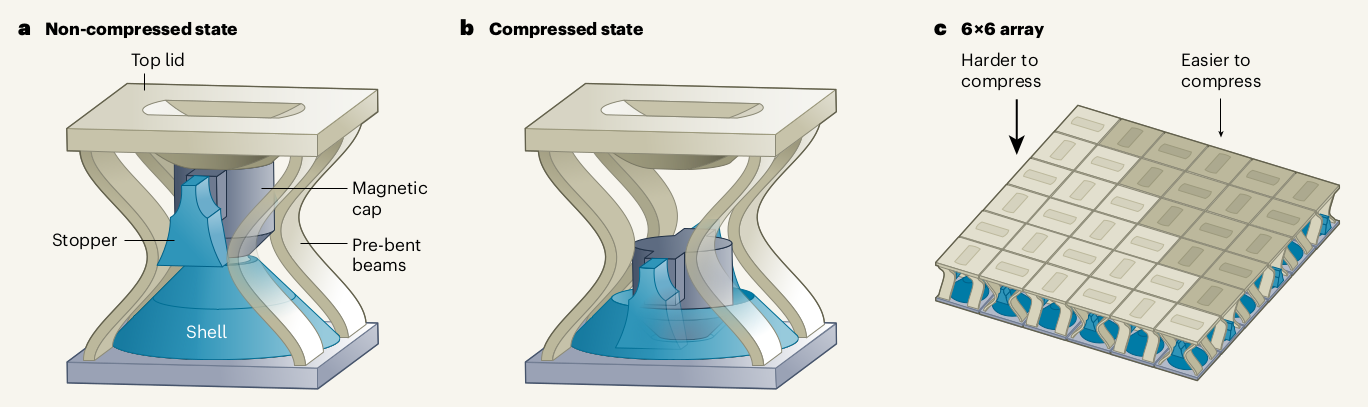 a Non-compressed state
Top lid
Magnetic
cap
Stopper
Pre-bent
beams
Shell
b Compressed state
c 6×6 array
Harder to
compress
Easier to
compress